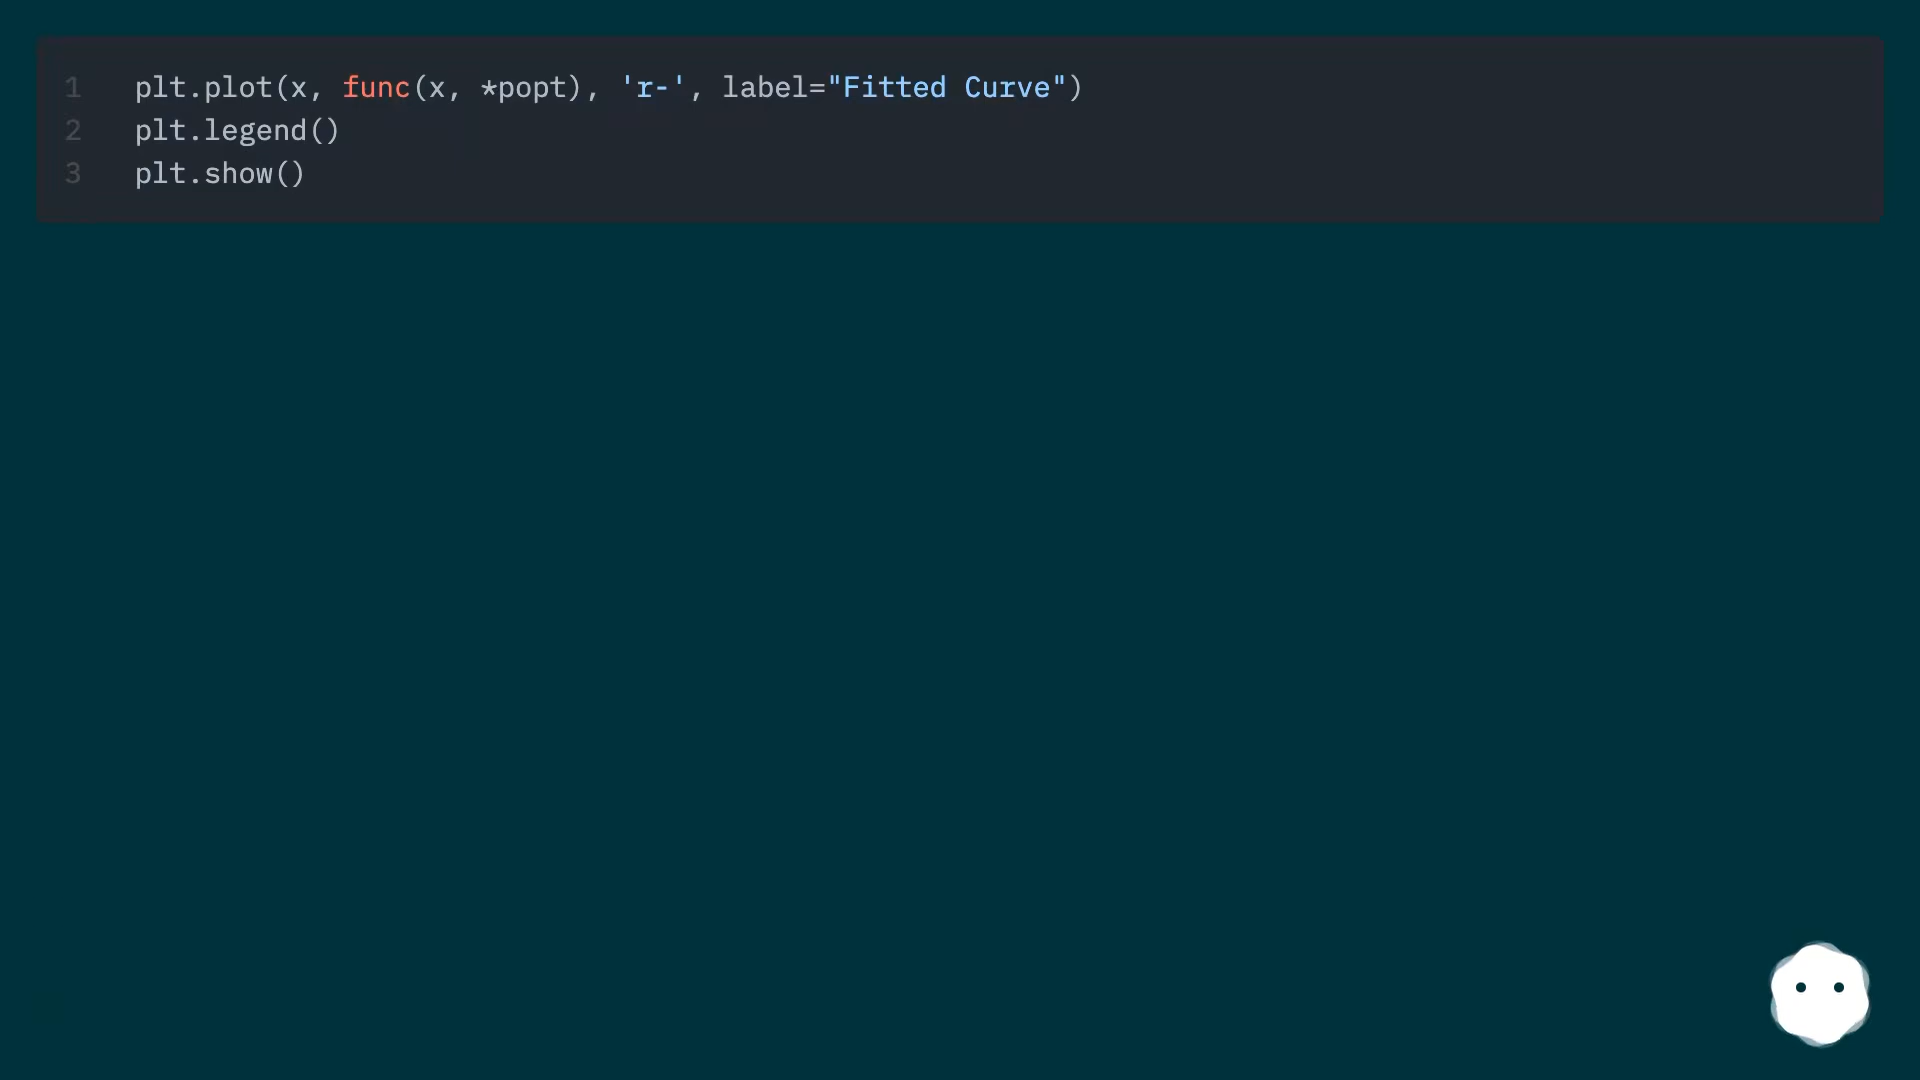 1 plt.plot(x, func(x, *popt), 'r-', label="Fitted Curve")
2 plt.legend()
3 plt.show()